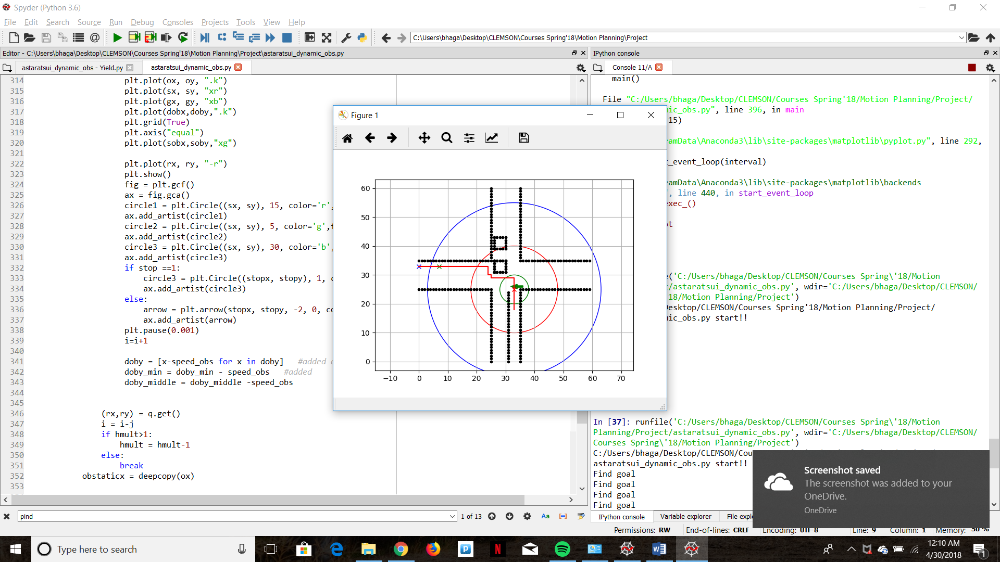 Spyder (Python 3.6)
File Edit Search Source Run Debug Consoles Projects Tools View Help
C:\Users\bhaga\Desktop\CLEMSON\Courses Spring'18\Motion Planning\Project
Editor - C:\Users\bhaga\Desktop\CLEMSON\Courses Spring'18\Motion Planning\Project\astaratsui_dynamic_obs.py
astaratsui_dynamic_obs - Yield.py
astaratsui_dynamic_obs.py
314 plt.plot(ox, oy, ".k")
315 plt.plot(sx, sy, "xr")
316 plt.plot(gx, gy, "xb")
317 plt.plot(dobx,doby,".k")
318 plt.grid(True)
319 plt.axis("equal")
320 plt.plot(sobx,soby,"xg")
321
322 plt.plot(rx, ry, "-r")
323 plt.show()
324 fig = plt.gcf()
325 ax = fig.gca()
326 circle1 = plt.Circle((sx, sy), 15, color='r'
327 ax.add_artist(circle1)
328 circle2 = plt.Circle((sx, sy), 5, color='g',
329 ax.add_artist(circle2)
330 circle3 = plt.Circle((sx, sy), 30, color='b'
331 ax.add_artist(circle3)
332 if stop ==1:
333 circle3 = plt.Circle((stopx, stopy), 1,
334 ax.add_artist(circle3)
335 else:
336 arrow = plt.arrow(stopx, stopy, -2, 0, co
337 ax.add_artist(arrow)
338 plt.pause(0.001)
339 i=i+1
340
341 doby = [x-speed_obs for x in doby] #added
342 doby_min = doby_min - speed_obs #added
343 doby_middle = doby_middle -speed_obs
344
345
346 (rx,ry) = q.get()
347 i = i-j
348 if hmult>1:
349 hmult = hmult-1
350 else:
351 break
352 obstaticx = deepcopy(ox)
353
pind
1 of 13
Aa
Figure 1
60
50
40
30
20
10
0
−10 0 10 20 30 40 50 60 70
IPython console
Console 11/A
main()
File "C:/Users/bhaga/Desktop/CLEMSON/Courses Spring'18/Motion Planning/Project/
ic_obs.py", line 396, in main
15)
amData\Anaconda3\lib\site-packages\matplotlib\pyplot.py", line 292,
t_event_loop(interval)
amData\Anaconda3\lib\site-packages\matplotlib\backends
, line 440, in start_event_loop
exec_()
t
e('C:/Users/bhaga/Desktop/CLEMSON/Courses Spring\'18/Motion
/astaratsui_dynamic_obs.py', wdir='C:/Users/bhaga/Desktop/CLEMSON/
18/Motion Planning/Project')
Desktop/CLEMSON/Courses Spring'18/Motion Planning/Project/
ic_obs.py start!!
In [37]: runfile('C:/Users/bhaga/Desktop/CLEMSON/Courses Spring\'18/Motion
Planning/Project/astaratsui_dynamic_obs.py', wdir='C:/Users/bhaga/Desktop/CLEMSON/
Courses Spring\'18/Motion Planning/Project')
C:/Users/bhaga/Desktop/CLEMSON/Cou
astaratsui_dynamic_obs.py start!!
Find goal
Find goal
Find goal
Find goal
IPython console Variable explorer File expl
Screenshot saved
The screenshot was added to your
OneDrive.
OneDrive
Permissions: RW End-of-lines: CRLF Encoding: UTF-8 Line: 9 Column: 1 Memory: 50 %
Type here to search
12:10 AM
4/30/2018
1